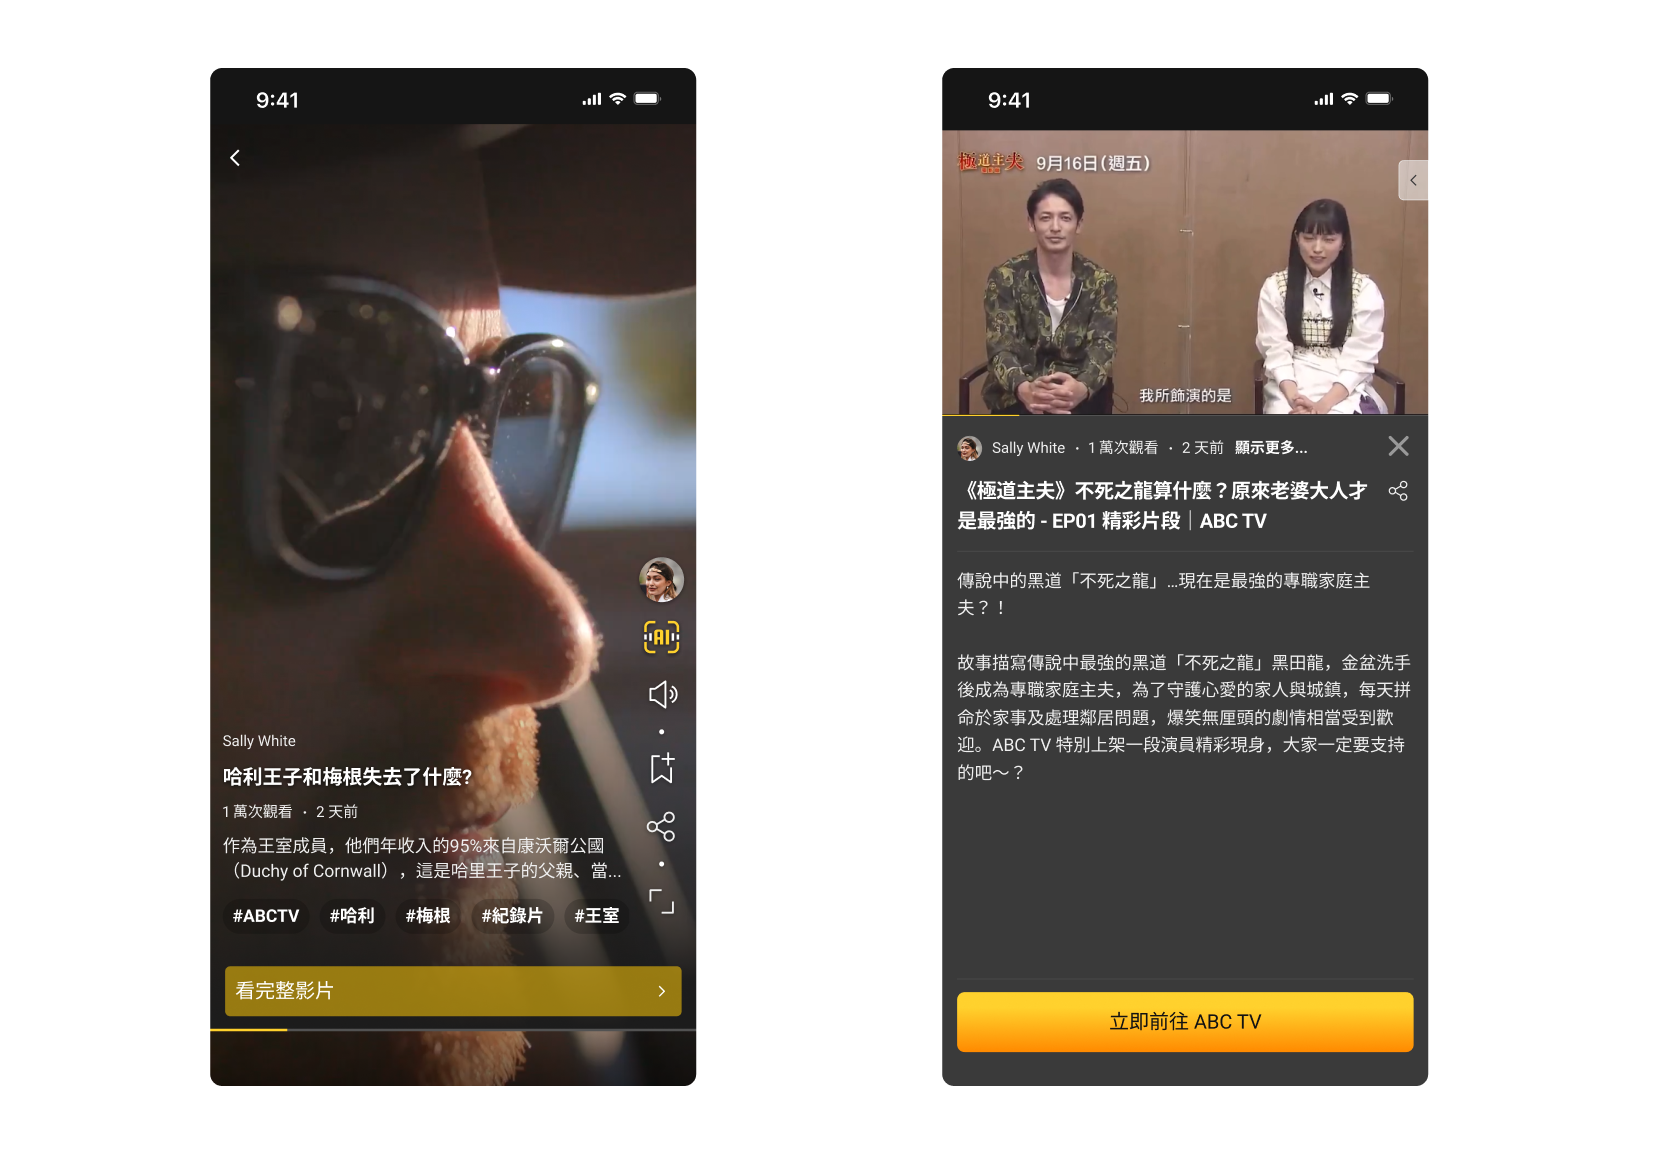 9:41
AI
Sally White
哈利王子和梅根失去了什麼?
1 萬次觀看 · 2 天前
作為王室成員，他們年收入的95%來自康沃爾公國
（Duchy of Cornwall），這是哈里王子的父親、當...
#ABCTV #哈利 #梅根 #紀錄片 #王室
看完整影片
9:41
極道主夫 9月16日(週五)
我所飾演的是
Sally White · 1 萬次觀看 · 2 天前 顯示更多...
《極道主夫》不死之龍算什麼？原來老婆大人才
是最強的 - EP01 精彩片段｜ABC TV
傳說中的黑道「不死之龍」...現在是最強的專職家庭主
夫？！
故事描寫傳說中最強的黑道「不死之龍」黑田龍，金盆洗手
後成為專職家庭主夫，為了守護心愛的家人與城鎮，每天拼
命於家事及處理鄰居問題，爆笑無厘頭的劇情相當受到歡
迎。ABC TV 特別上架一段演員精彩現身，大家一定要支持
的吧～？
立即前往 ABC TV